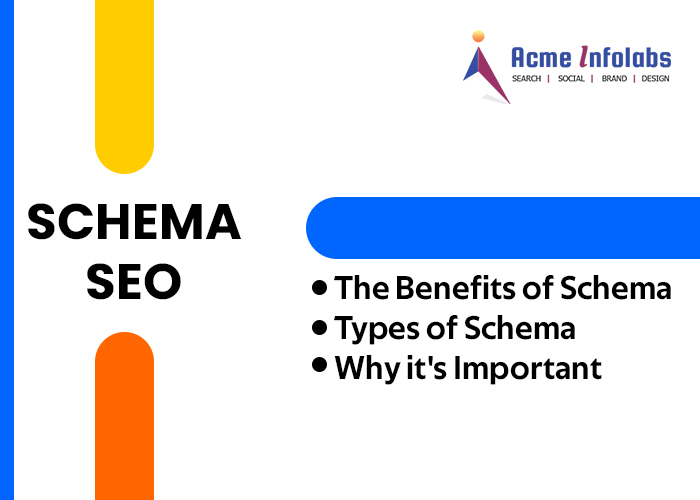 Acme Infolabs
SEARCH | SOCIAL | BRAND | DESIGN
SCHEMA
SEO
• The Benefits of Schema
• Types of Schema
• Why it's Important